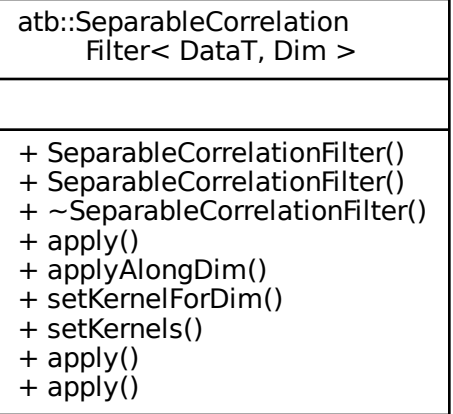 atb::SeparableCorrelation
Filter< DataT, Dim >
+ SeparableCorrelationFilter()
+ SeparableCorrelationFilter()
+ ~SeparableCorrelationFilter()
+ apply()
+ applyAlongDim()
+ setKernelForDim()
+ setKernels()
+ apply()
+ apply()